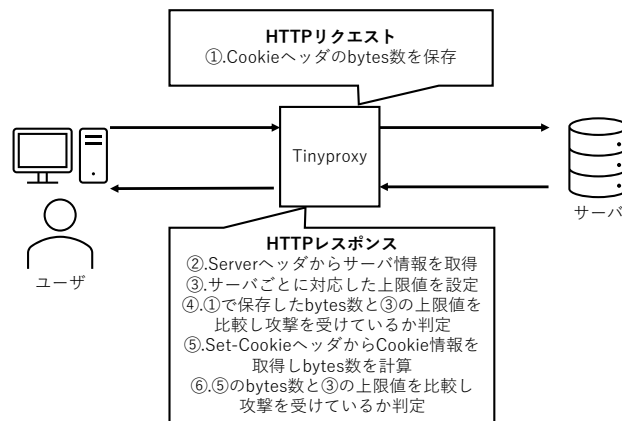 HTTPリクエスト
①.Cookieヘッダのbytes数を保存
Tinyproxy
ユーザ
サーバ
HTTPレスポンス
②.Serverヘッダからサーバ情報を取得
③.サーバごとに対応した上限値を設定
④.①で保存したbytes数と③の上限値を
比較し攻撃を受けているか判定
⑤.Set-CookieヘッダからCookie情報を
取得しbytes数を計算
⑥.⑤のbytes数と③の上限値を比較し
攻撃を受けているか判定